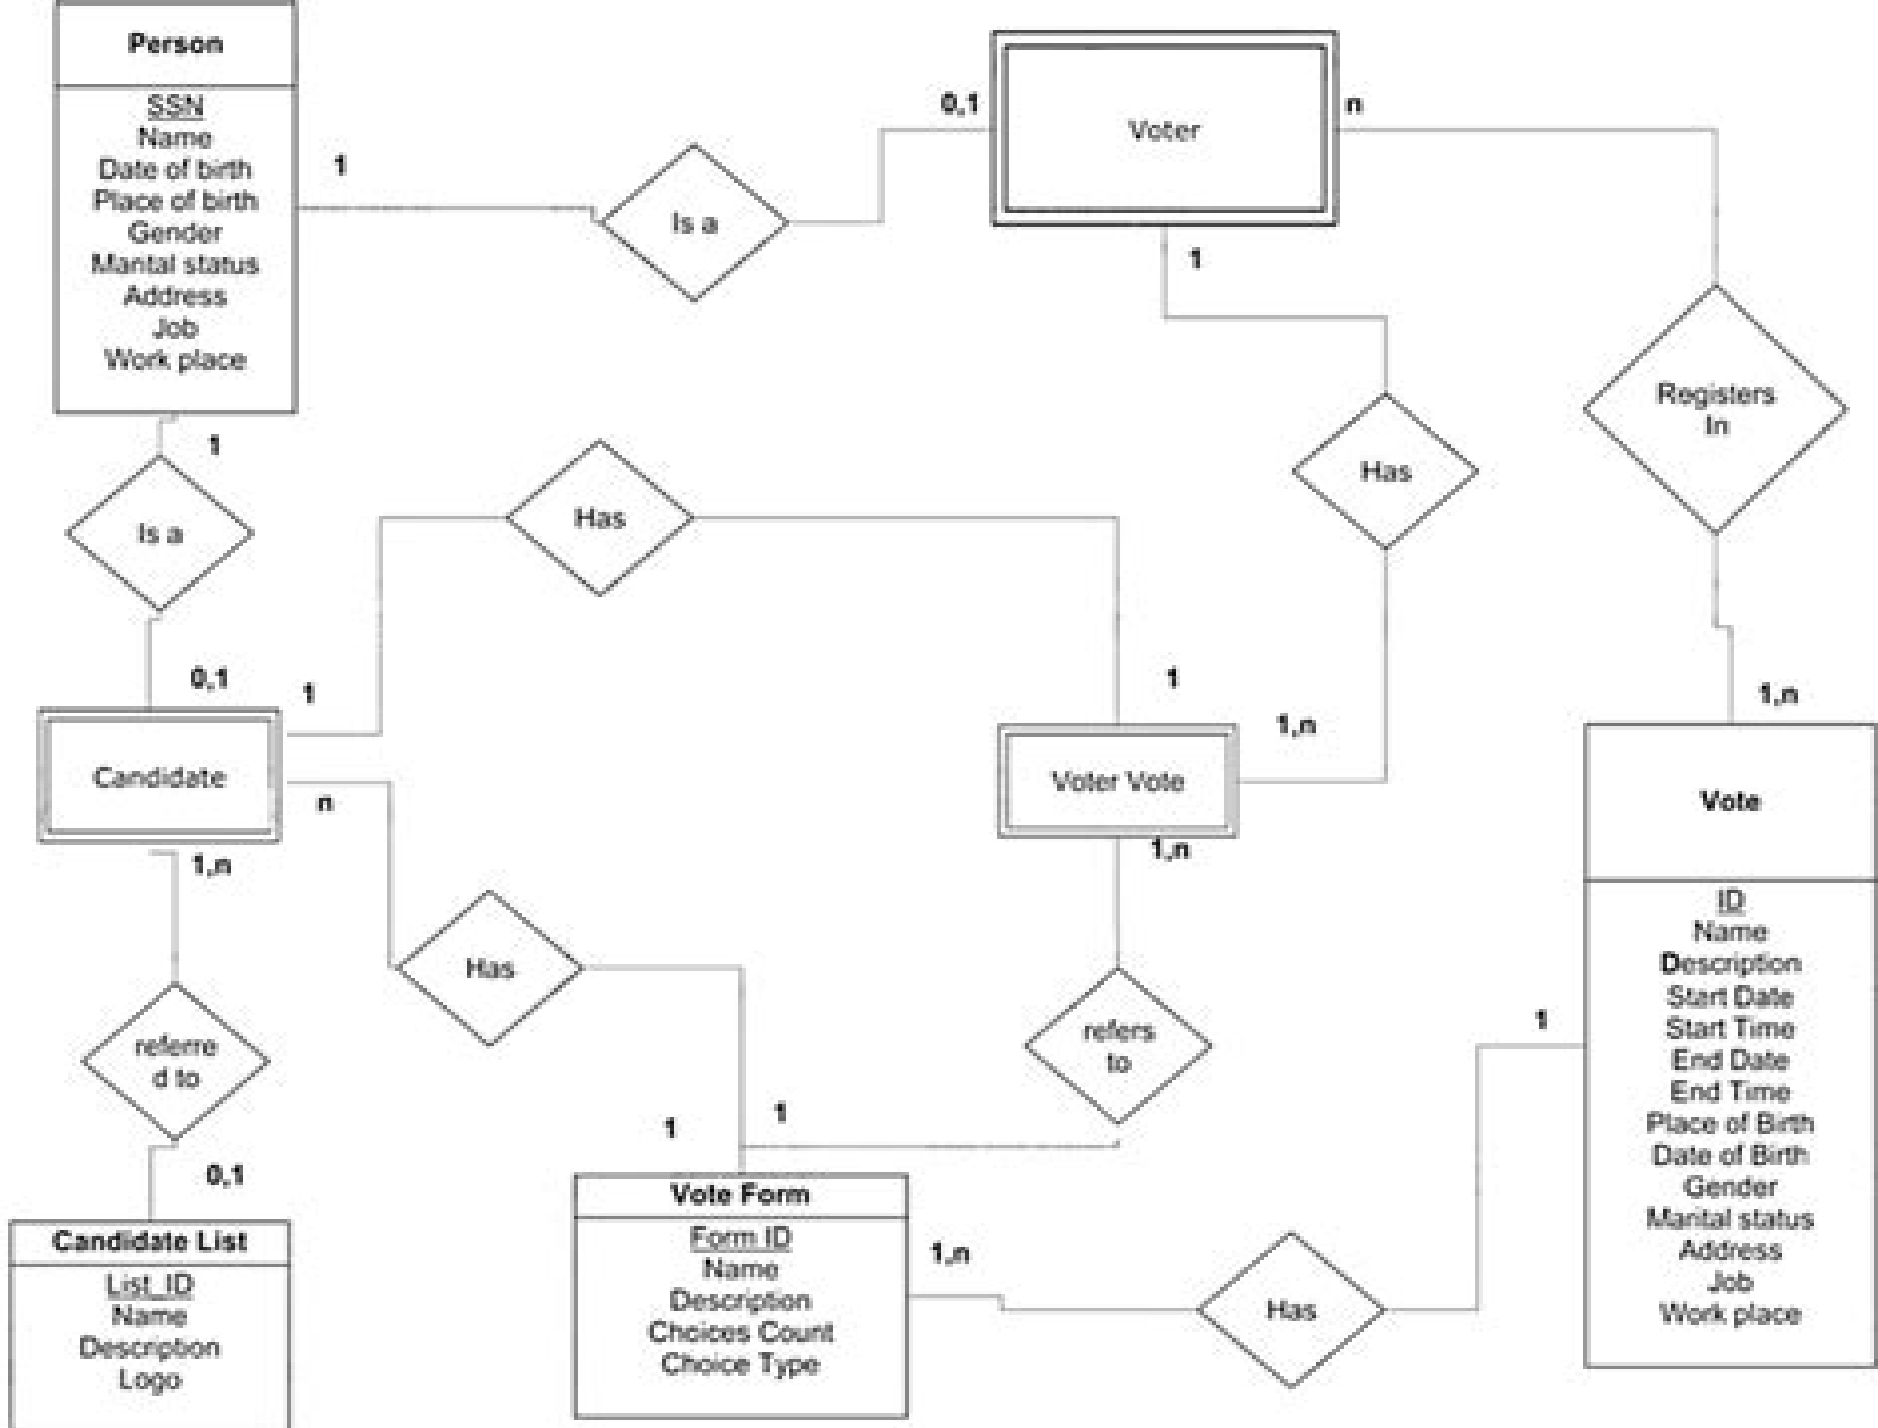 Person
SSN
Name
Date of birth
Place of birth
Gender
Marital status
Address
Job
Work place
1
Is a
0,1
Voter
n
1
Registers
In
Has
1
Is a
Has
0,1
1
1
1,n
1,n
Candidate
n
Voter Vote
1,n
1,n
Vote
ID
Name
Description
Start Date
Start Time
End Date
End Time
Place of Birth
Date of Birth
Gender
Marital status
Address
Job
Work place
Has
refers
to
1
referre
d to
1
1
0,1
Candidate List
List_ID
Name
Description
Logo
Vote Form
Form ID
Name
Description
Choices Count
Choice Type
1,n
Has